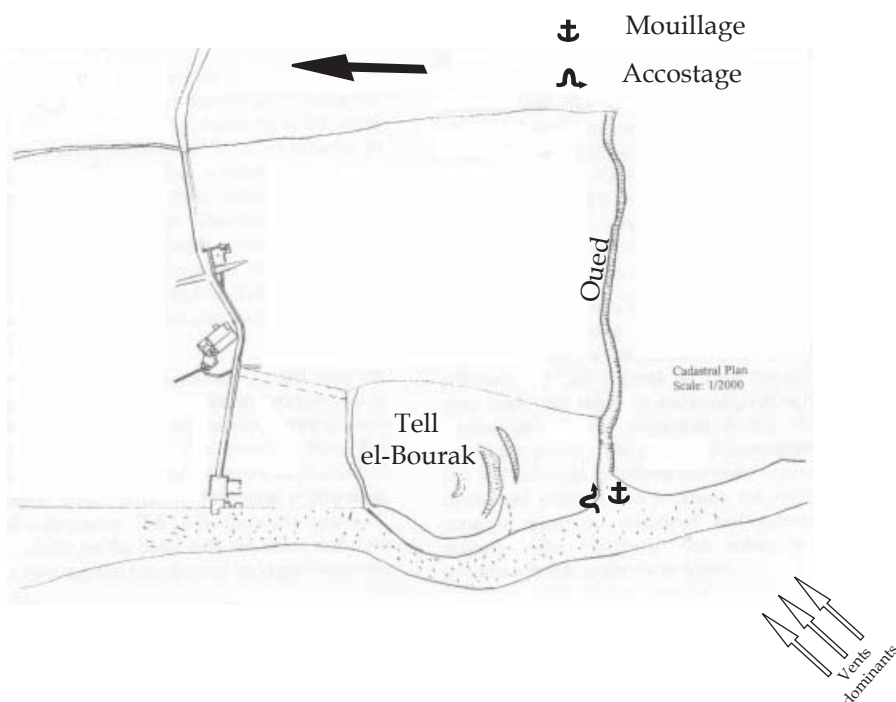 Mouillage
Accostage
Oued
Cadastral Plan
Scale: 1/2000
Tell
el-Bourak
Vents
dominants